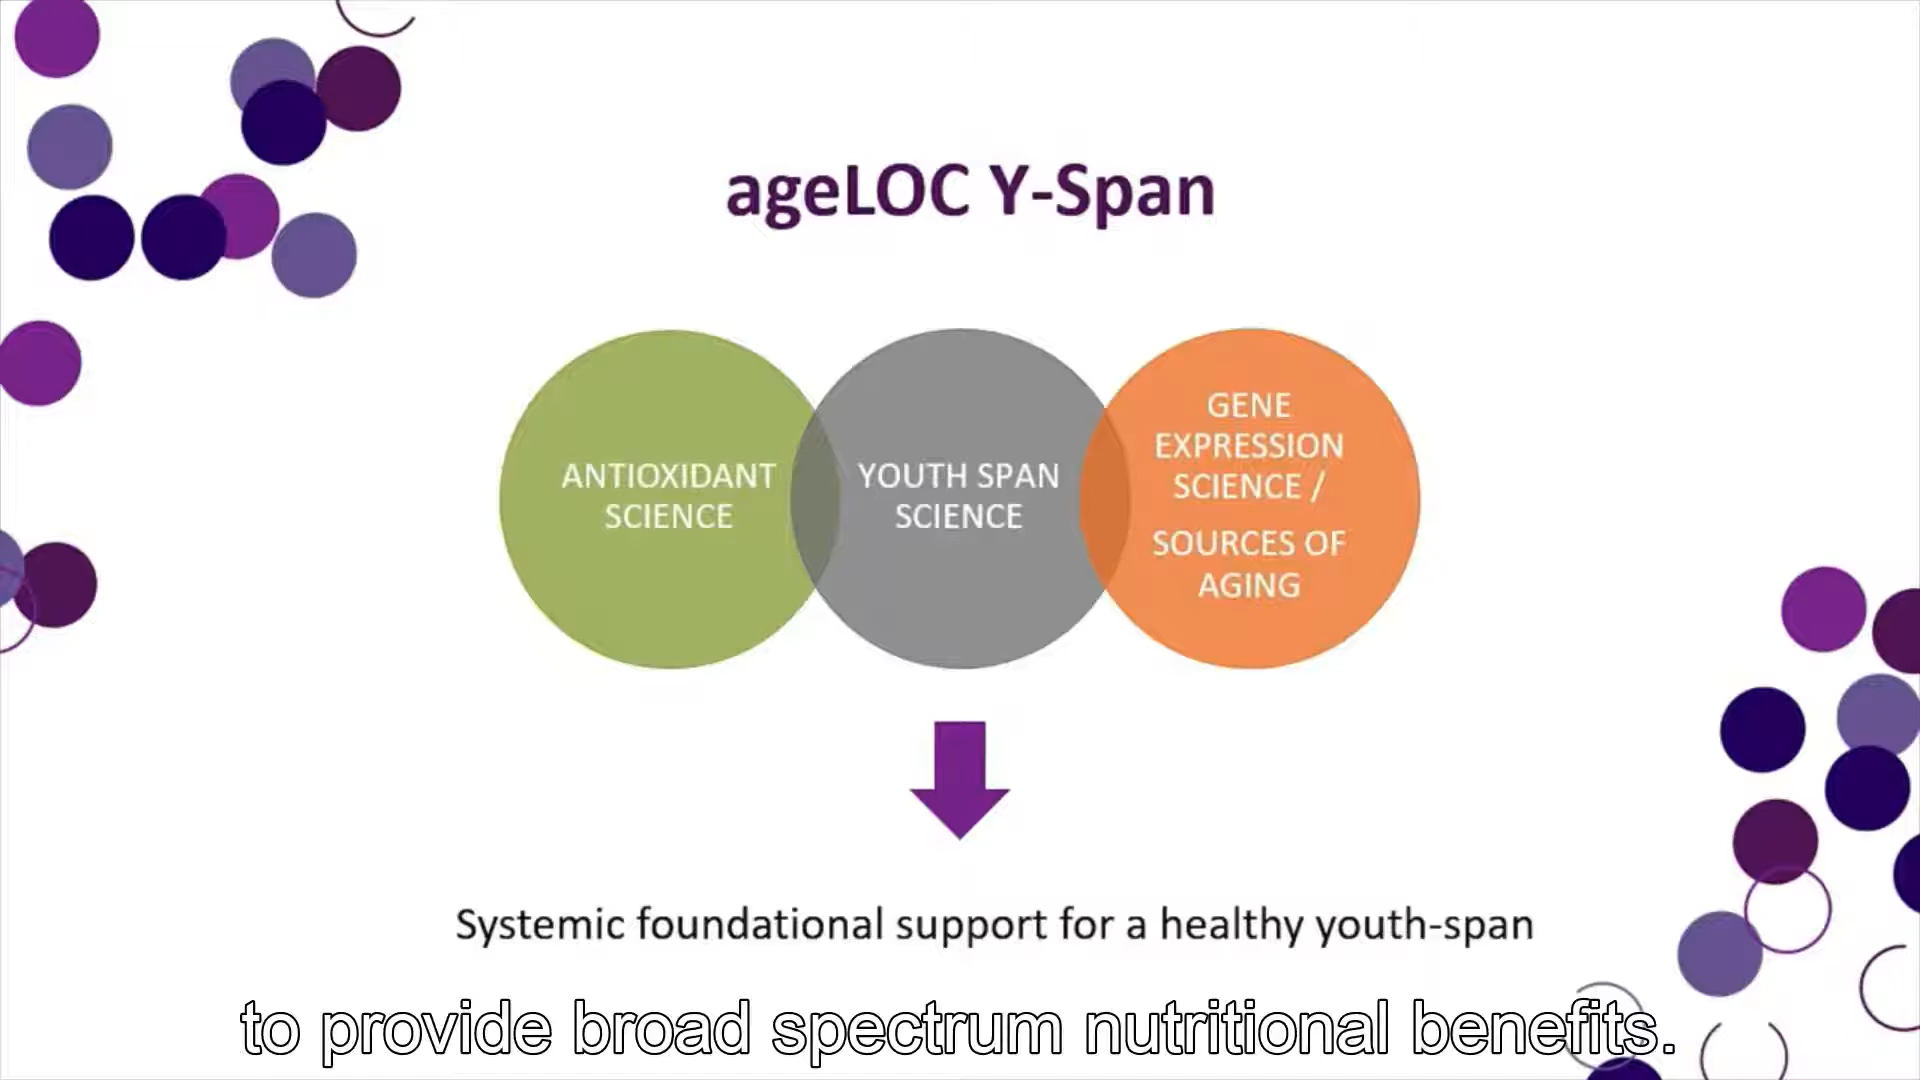 ageLOC Y-Span
ANTIOXIDANT
SCIENCE
YOUTH SPAN
SCIENCE
GENE
EXPRESSION
SCIENCE /
SOURCES OF
AGING
Systemic foundational support for a healthy youth-span
to provide broad spectrum nutritional benefits.